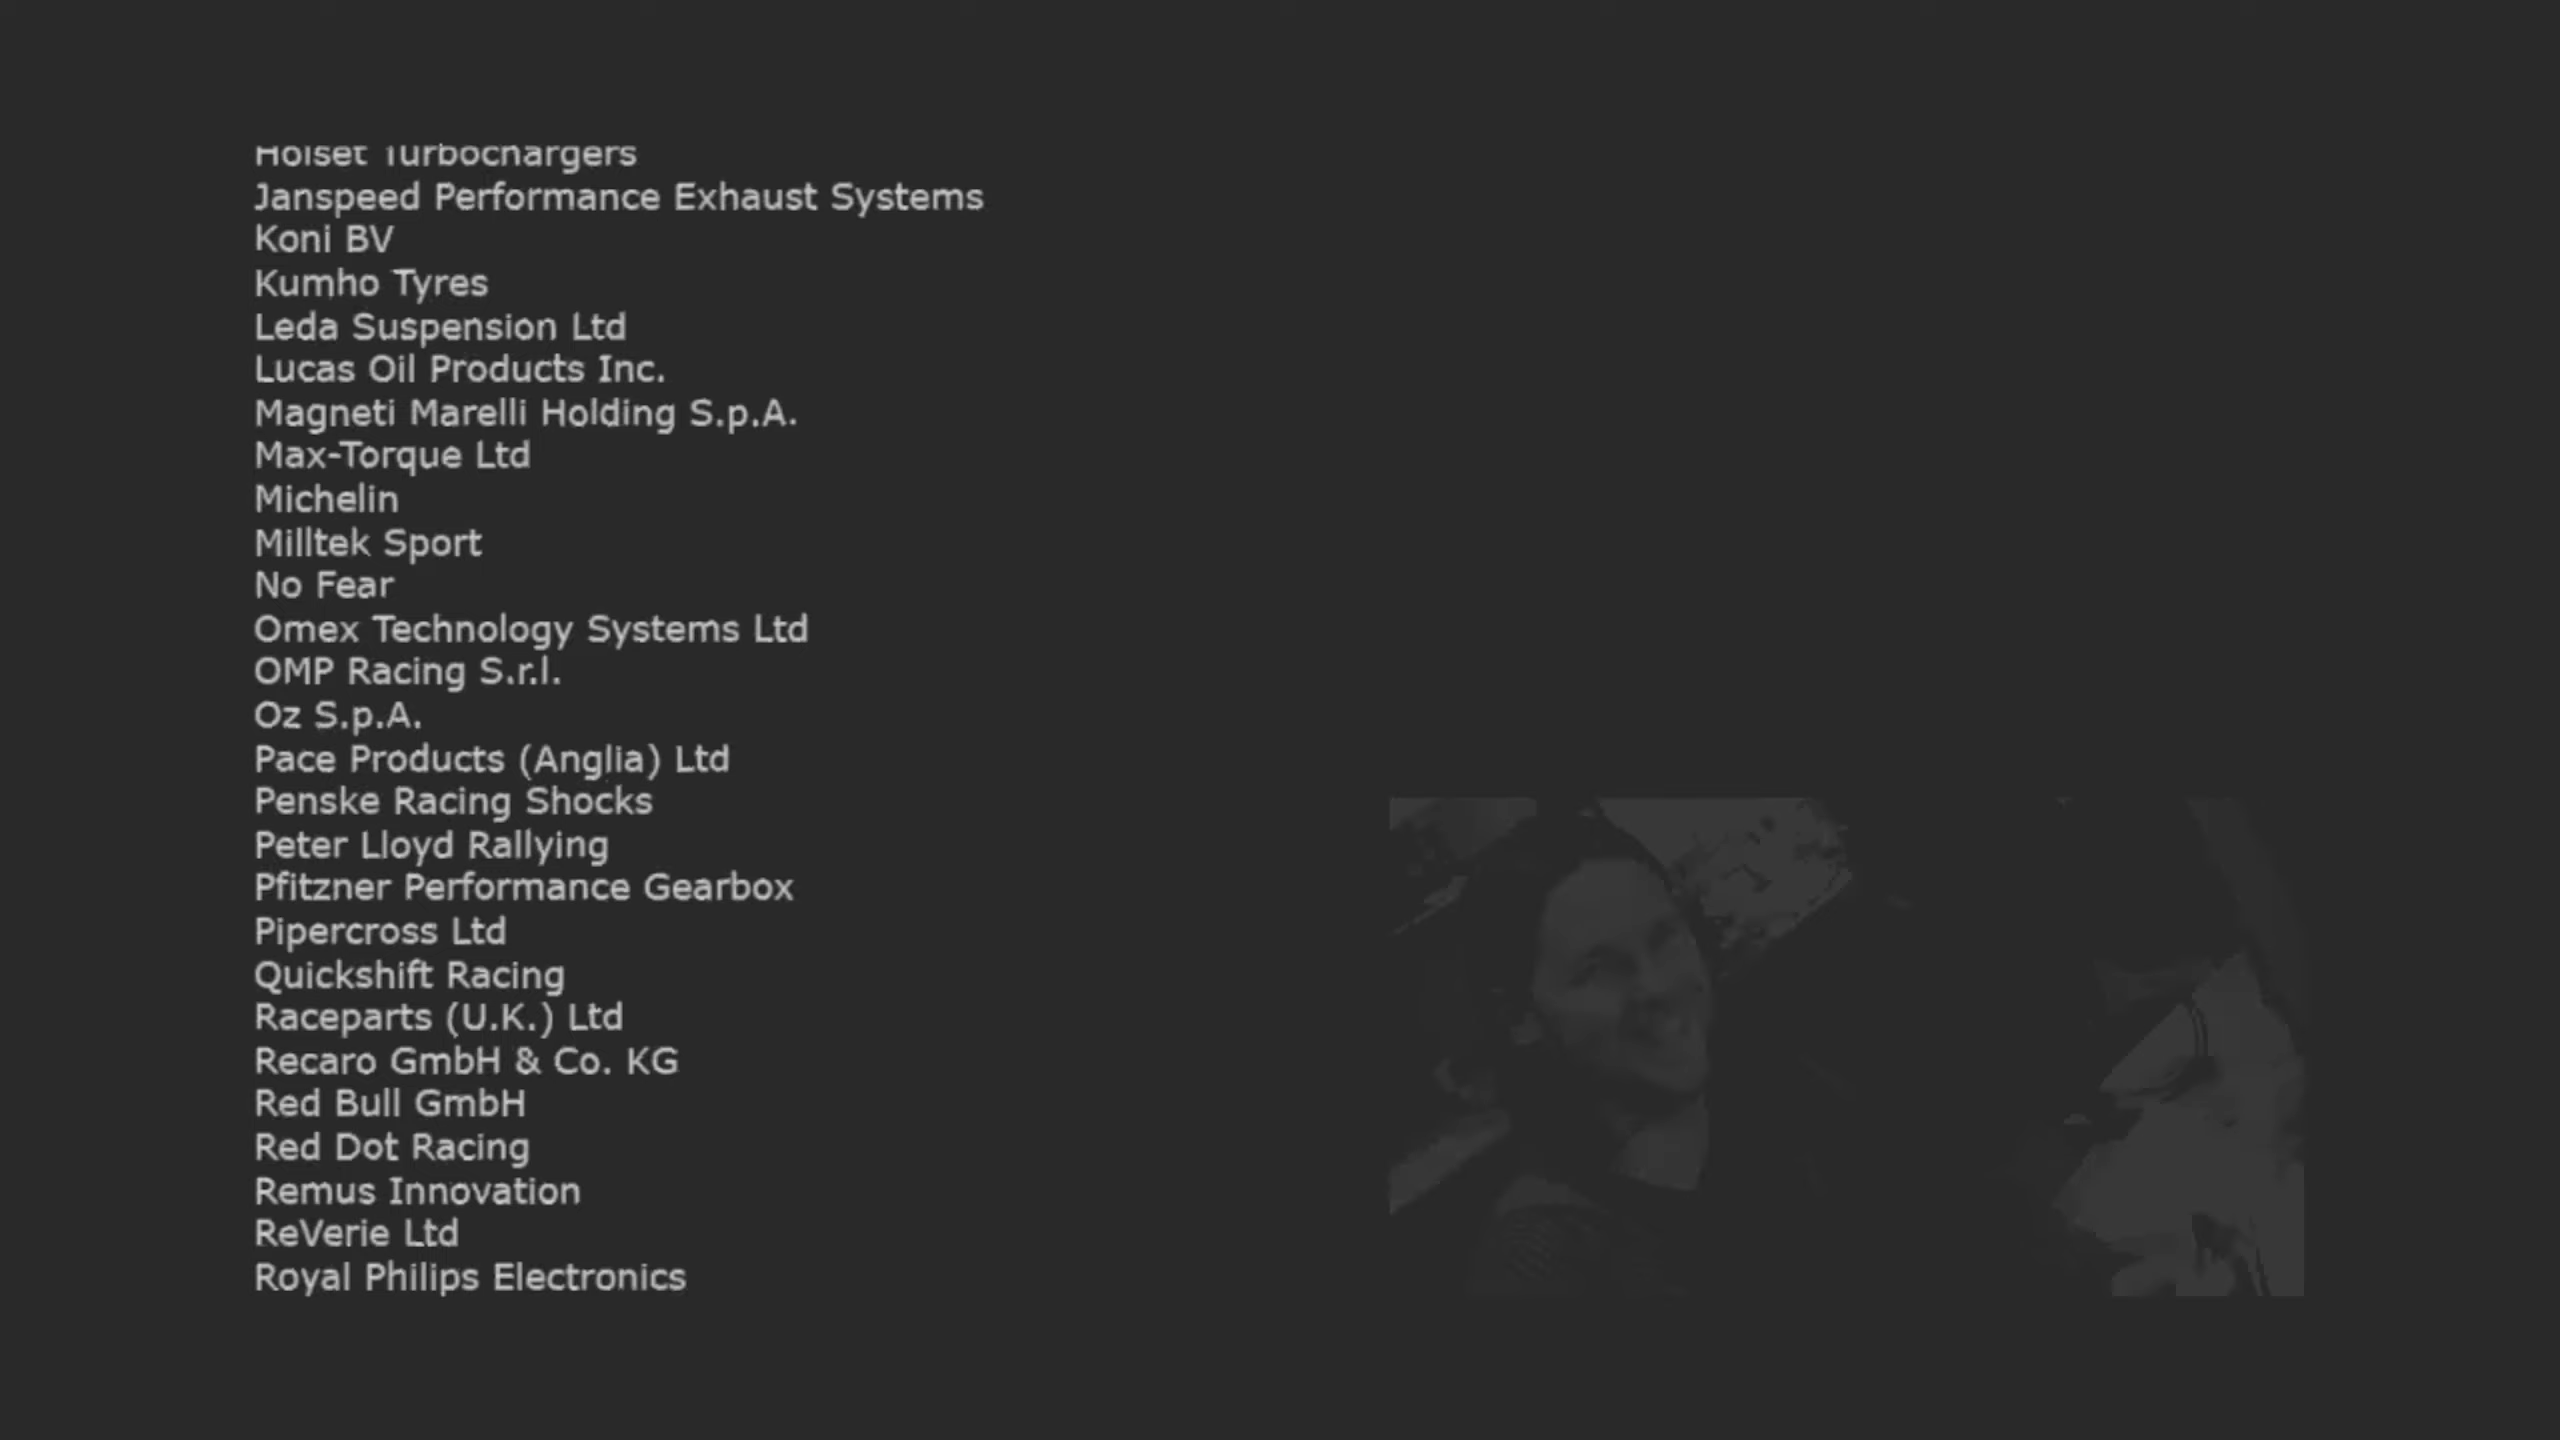 Holset Turbochargers
Janspeed Performance Exhaust Systems
Koni BV
Kumho Tyres
Leda Suspension Ltd
Lucas Oil Products Inc.
Magneti Marelli Holding S.p.A.
Max-Torque Ltd
Michelin
Milltek Sport
No Fear
Omex Technology Systems Ltd
OMP Racing S.r.l.
Oz S.p.A.
Pace Products (Anglia) Ltd
Penske Racing Shocks
Peter Lloyd Rallying
Pfitzner Performance Gearbox
Pipercross Ltd
Quickshift Racing
Raceparts (U.K.) Ltd
Recaro GmbH & Co. KG
Red Bull GmbH
Red Dot Racing
Remus Innovation
ReVerie Ltd
Royal Philips Electronics